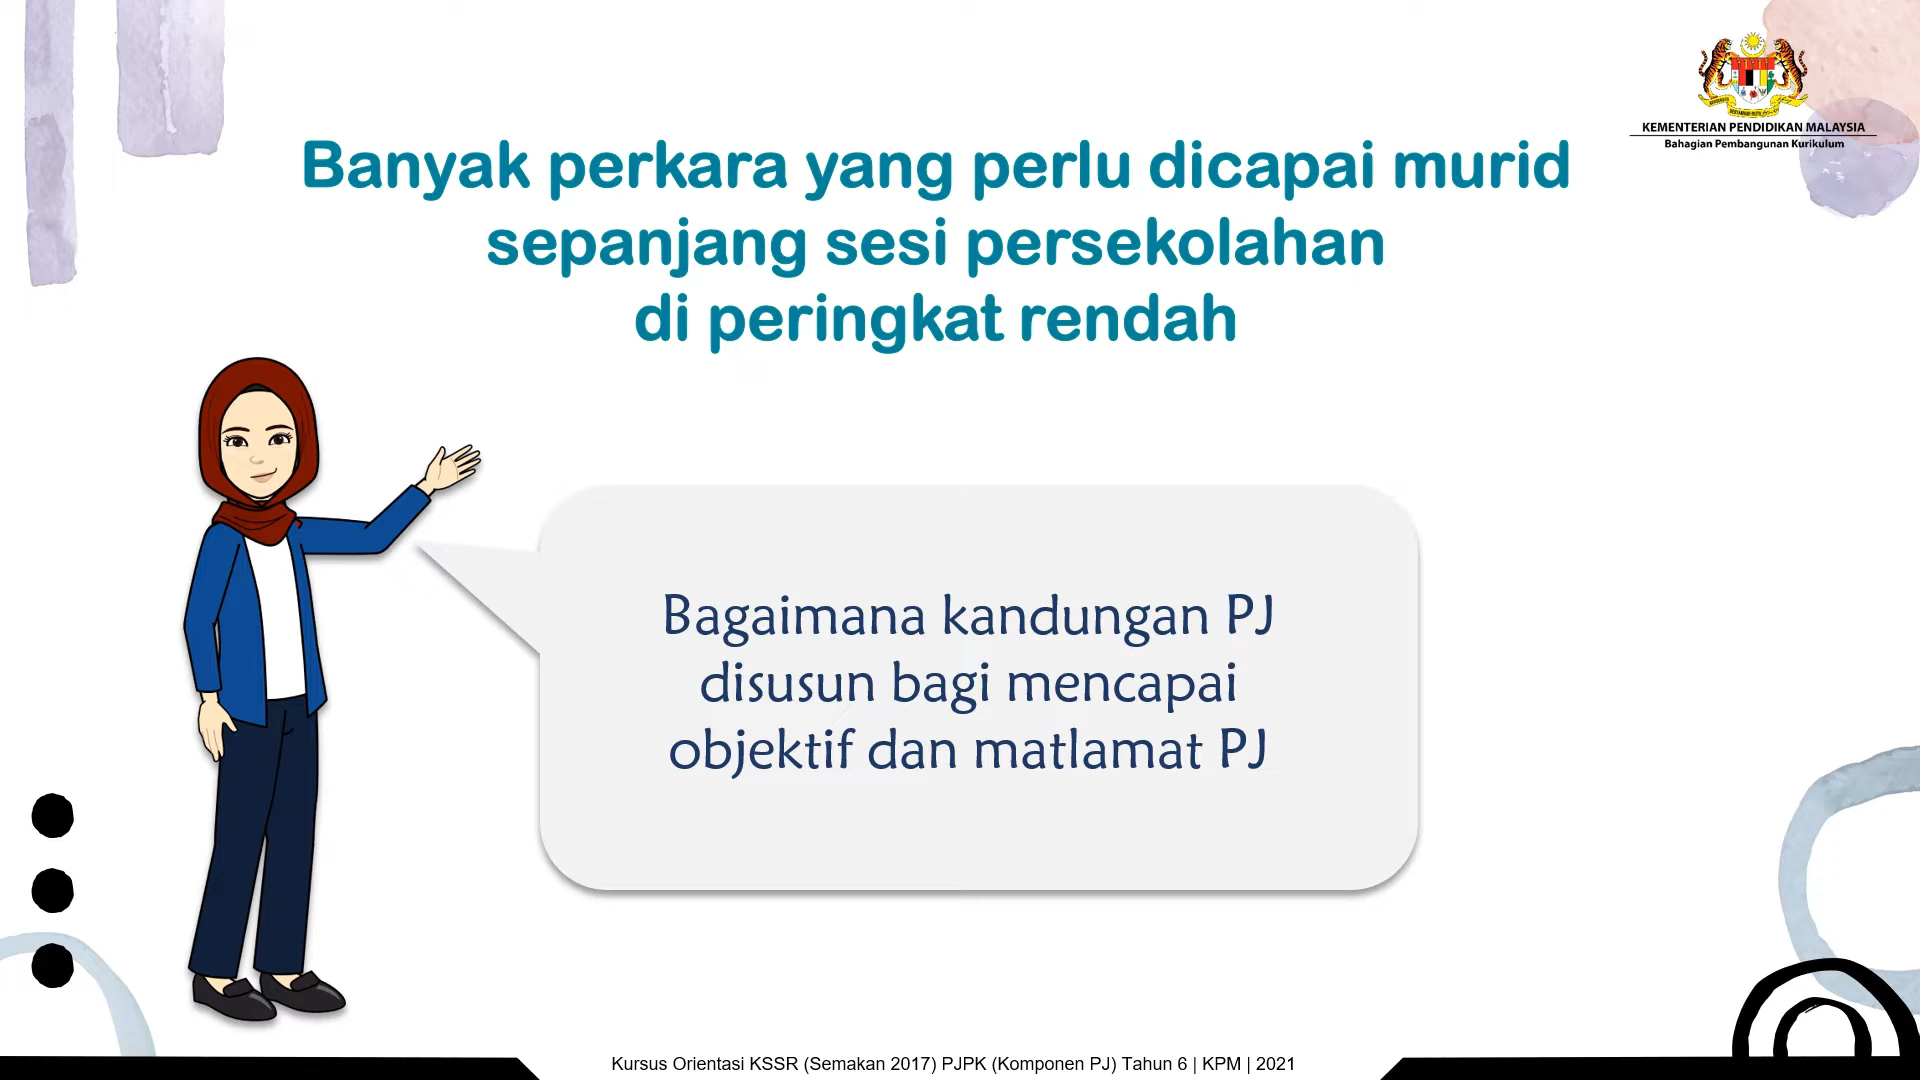 KEMENTERIAN PENDIDIKAN MALAYSIA
Bahagian Pembangunan Kurikulum
Banyak perkara yang perlu dicapai murid
sepanjang sesi persekolahan
di peringkat rendah
Bagaimana kandungan PJ
disusun bagi mencapai
objektif dan matlamat PJ
Kursus Orientasi KSSR (Semakan 2017) PJPK (Komponen PJ) Tahun 6 | KPM | 2021